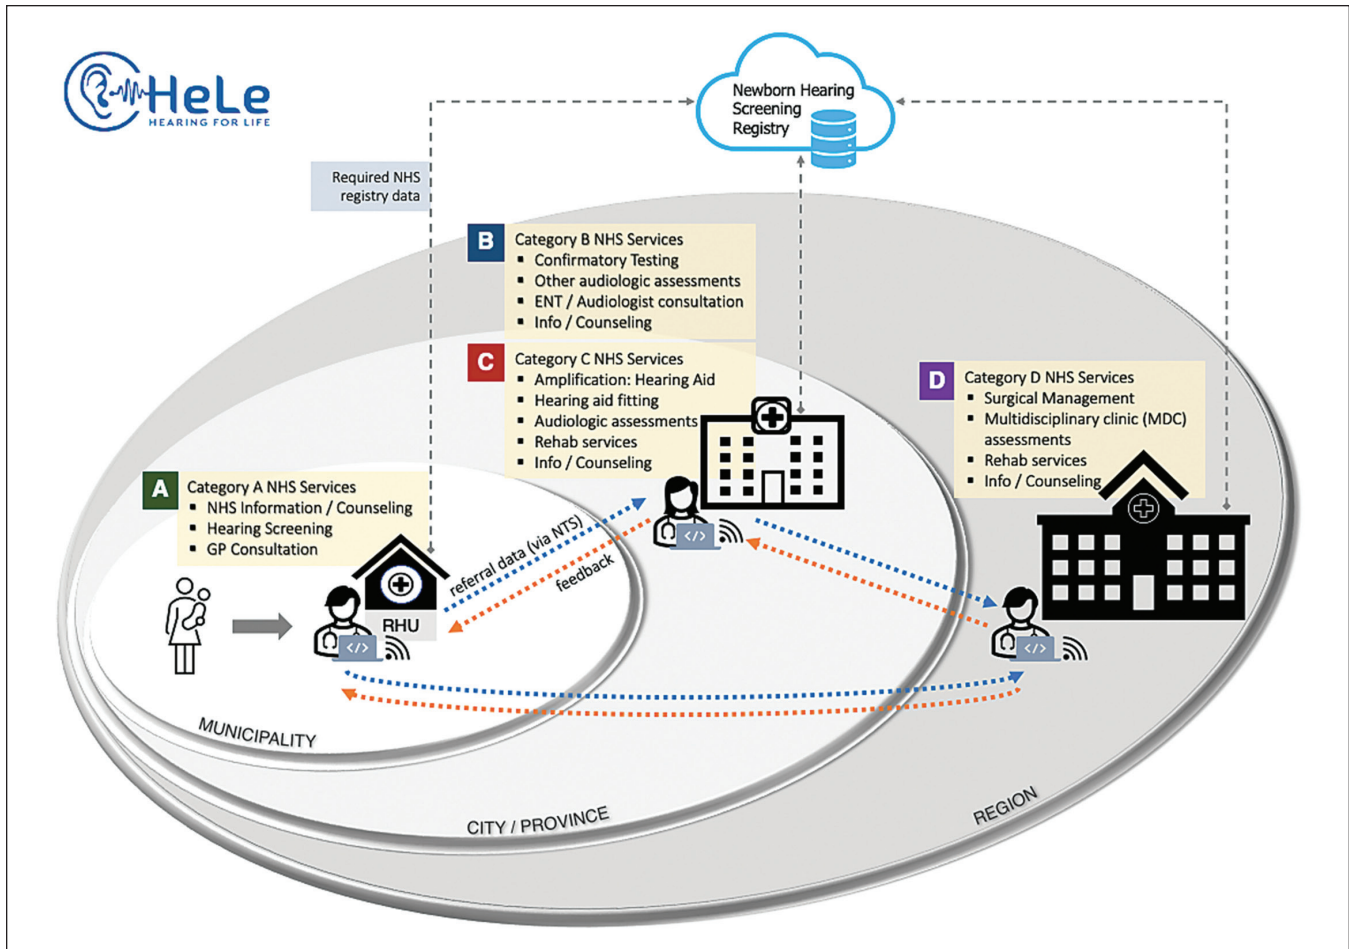 HeLe
HEARING FOR LIFE
Newborn Hearing
Screening
Registry
Required NHS
registry data
B
Category B NHS Services
▪ Confirmatory Testing
▪ Other audiologic assessments
▪ ENT / Audiologist consultation
▪ Info / Counseling
C
Category C NHS Services
▪ Amplification: Hearing Aid
▪ Hearing aid fitting
▪ Audiologic assessments
▪ Rehab services
▪ Info / Counseling
D
Category D NHS Services
▪ Surgical Management
▪ Multidisciplinary clinic (MDC)
assessments
▪ Rehab services
▪ Info / Counseling
A
Category A NHS Services
▪ NHS Information / Counseling
▪ Hearing Screening
▪ GP Consultation
referral data (via NTS)
feedback
RHU
</>
</>
</>
MUNICIPALITY
CITY / PROVINCE
REGION